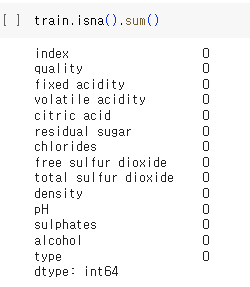 [ ] train.isna().sum()
index 0
quality 0
fixed acidity 0
volatile acidity 0
citric acid 0
residual sugar 0
chlorides 0
free sulfur dioxide 0
total sulfur dioxide 0
density 0
pH 0
sulphates 0
alcohol 0
type 0
dtype: int64